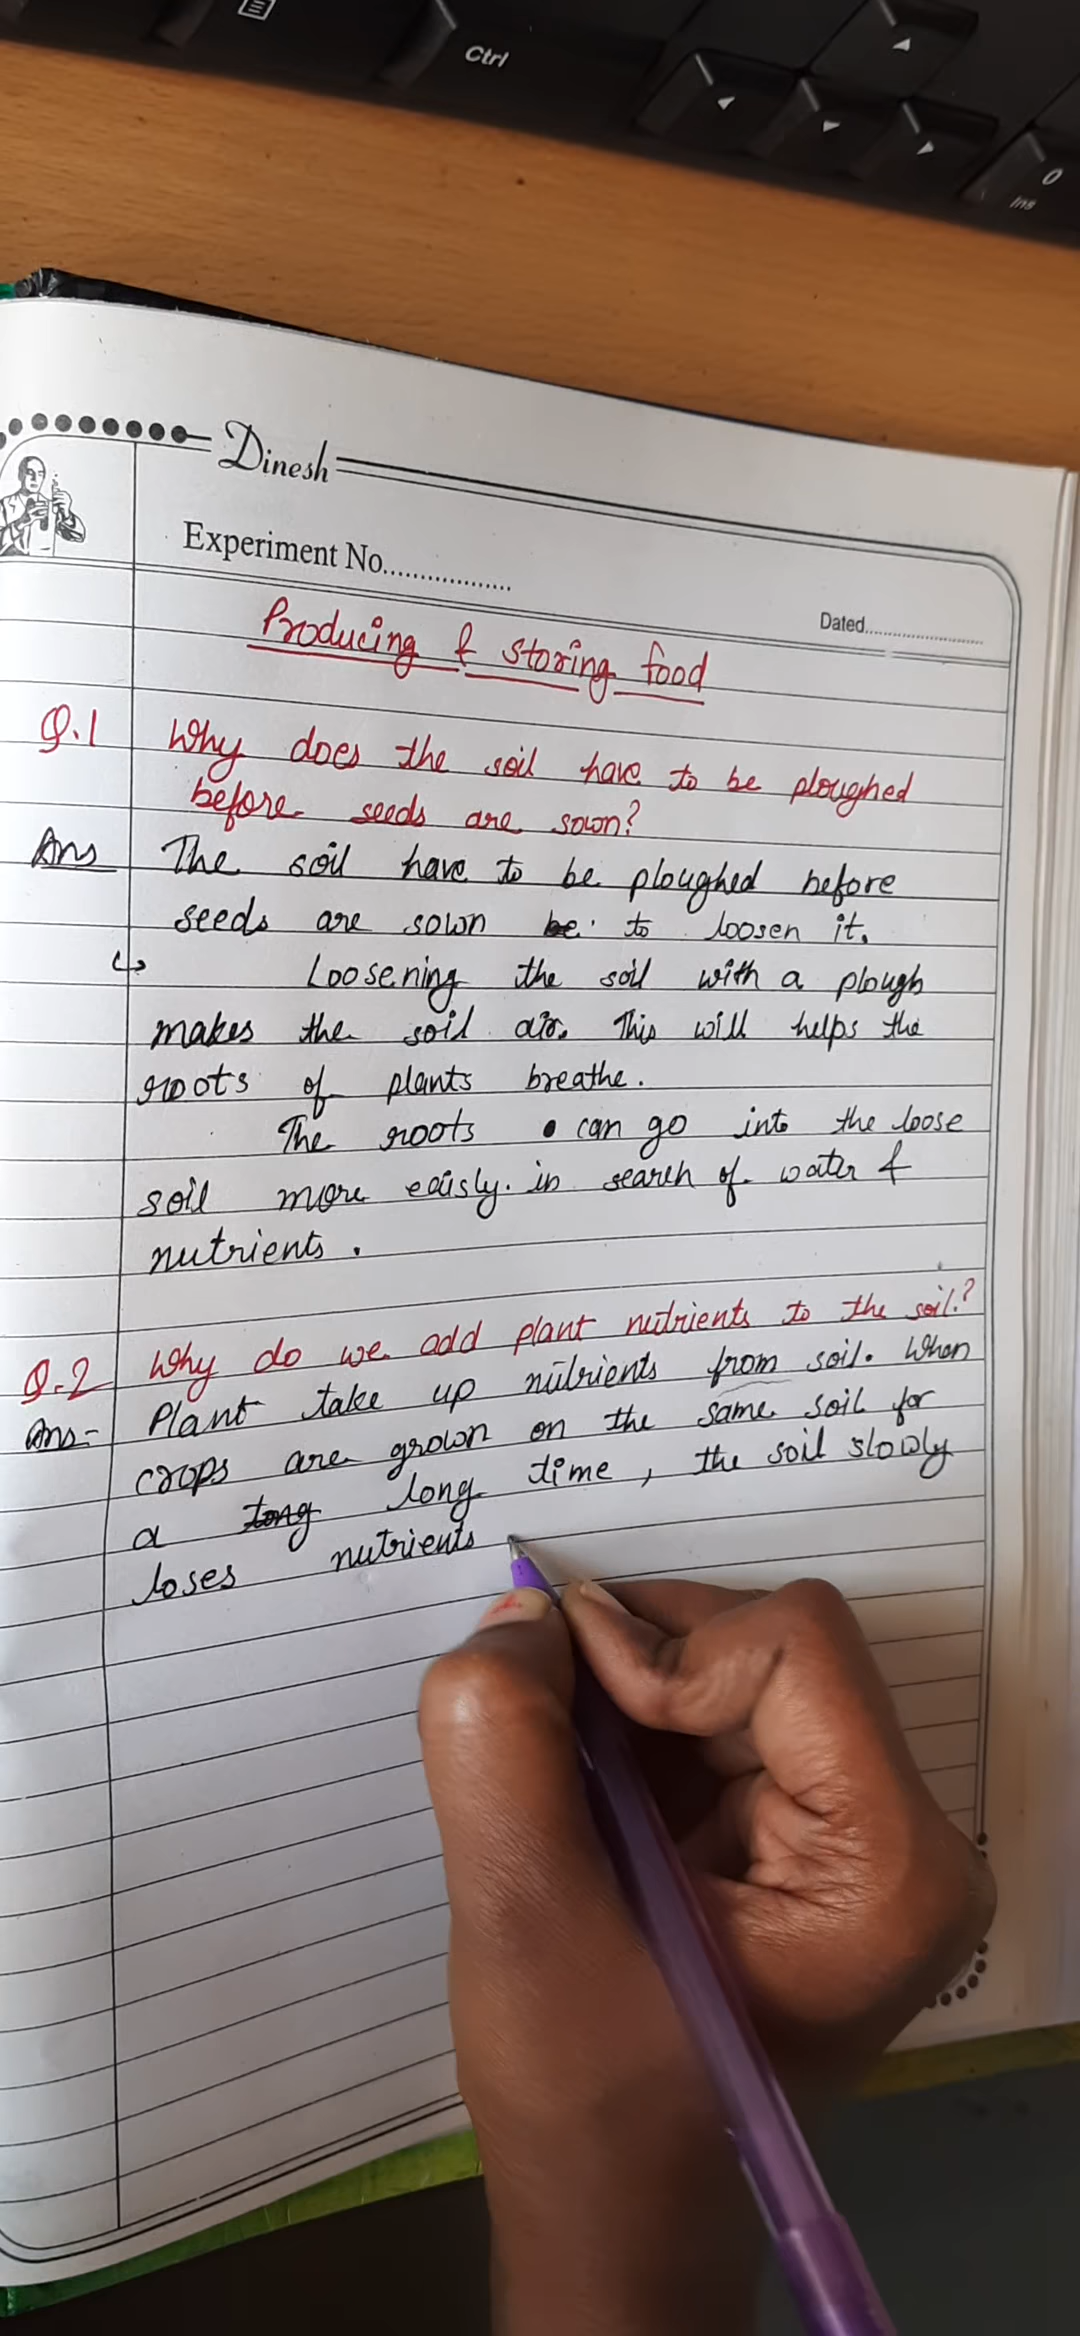 Ctrl
0
Ins
Dinesh
Experiment No..................
Dated..........................
Producing & storing food
Q.1 Why does the soil have to be ploughed
before seeds are sown?
Ans The soil have to be ploughed before
seeds are sown be to loosen it.
↳ Loosening the soil with a plough
makes the soil air. This will helps the
roots of plants breathe.
The roots can go into the loose
soil more eaisly. in search of water &
nutrients.
Q.2 Why do we add plant nutrients to the soil?
Ans- Plant take up nutrients from soil. When
crops are grown on the same soil for
a tong long time, the soil slowly
loses nutrients